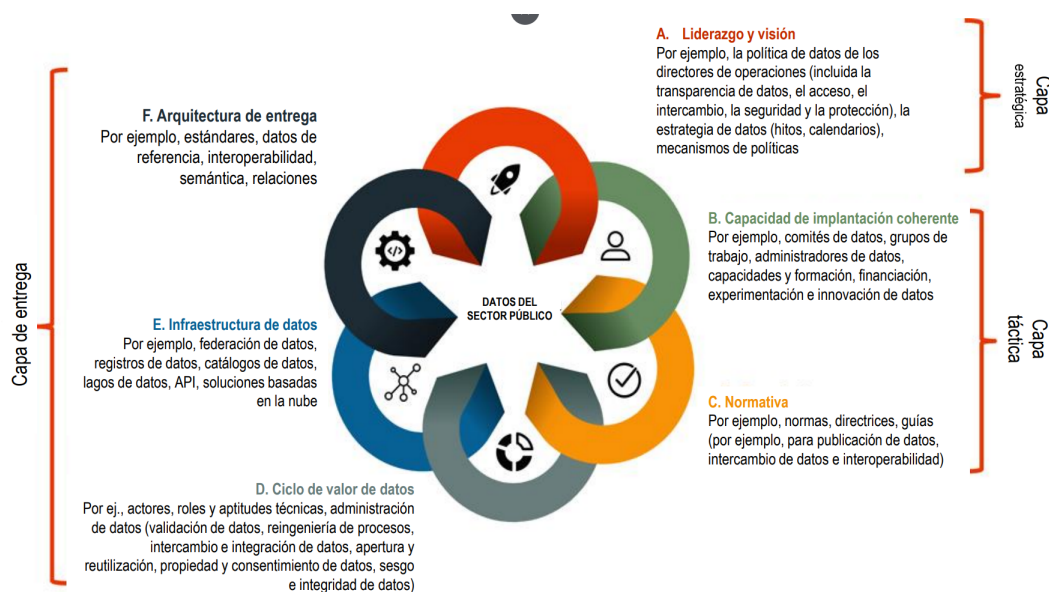 A. Liderazgo y visión
Por ejemplo, la política de datos de los
directores de operaciones (incluida la
transparencia de datos, el acceso, el
intercambio, la seguridad y la protección), la
estrategia de datos (hitos, calendarios),
mecanismos de políticas
Capa
estratégica
B. Capacidad de implantación coherente
Por ejemplo, comités de datos, grupos de
trabajo, administradores de datos,
capacidades y formación, financiación,
experimentación e innovación de datos
C. Normativa
Por ejemplo, normas, directrices, guías
(por ejemplo, para publicación de datos,
intercambio de datos e interoperabilidad)
Capa
táctica
D. Ciclo de valor de datos
Por ej., actores, roles y aptitudes técnicas, administración
de datos (validación de datos, reingeniería de procesos,
intercambio e integración de datos, apertura y
reutilización, propiedad y consentimiento de datos, sesgo
e integridad de datos)
E. Infraestructura de datos
Por ejemplo, federación de datos,
registros de datos, catálogos de datos,
lagos de datos, API, soluciones basadas
en la nube
F. Arquitectura de entrega
Por ejemplo, estándares, datos de
referencia, interoperabilidad,
semántica, relaciones
Capa de entrega
DATOS DEL
SECTOR PÚBLICO